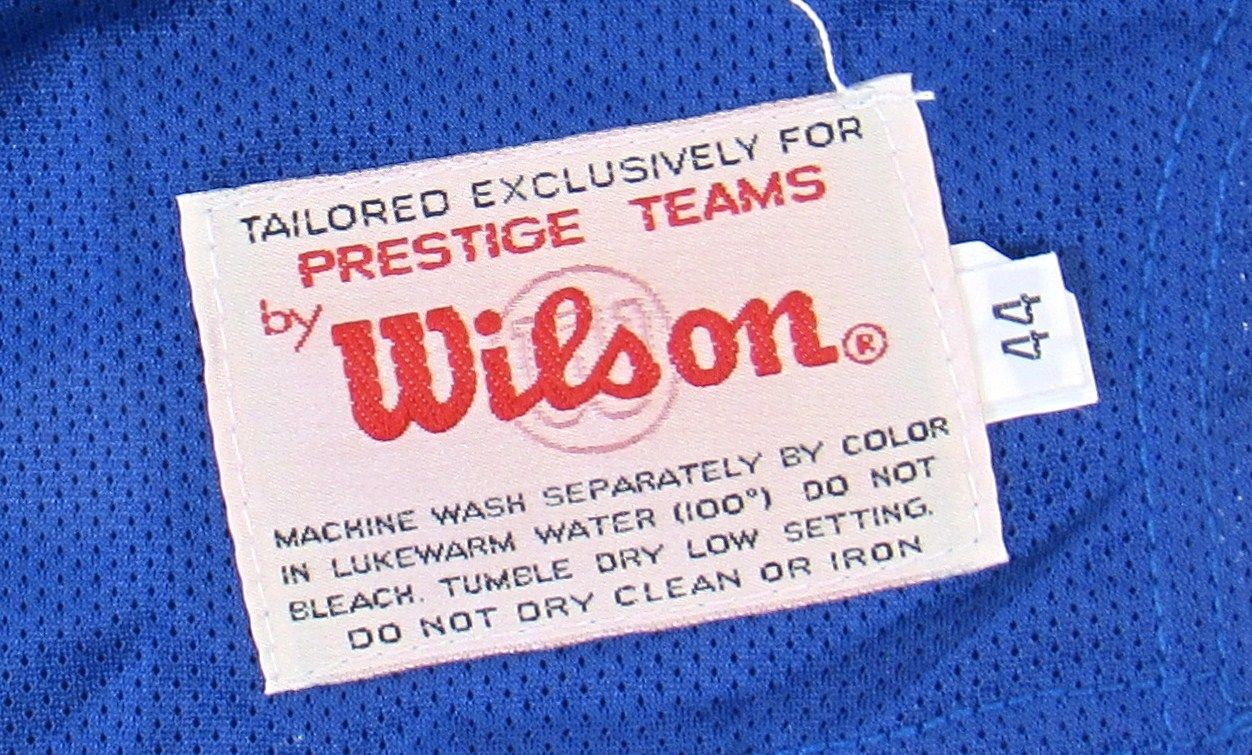 TAILORED EXCLUSIVELY FOR
PRESTIGE TEAMS
by Wilson®
MACHINE WASH SEPARATELY BY COLOR
IN LUKEWARM WATER (100°) DO NOT
BLEACH. TUMBLE DRY LOW SETTING.
DO NOT DRY CLEAN OR IRON
44